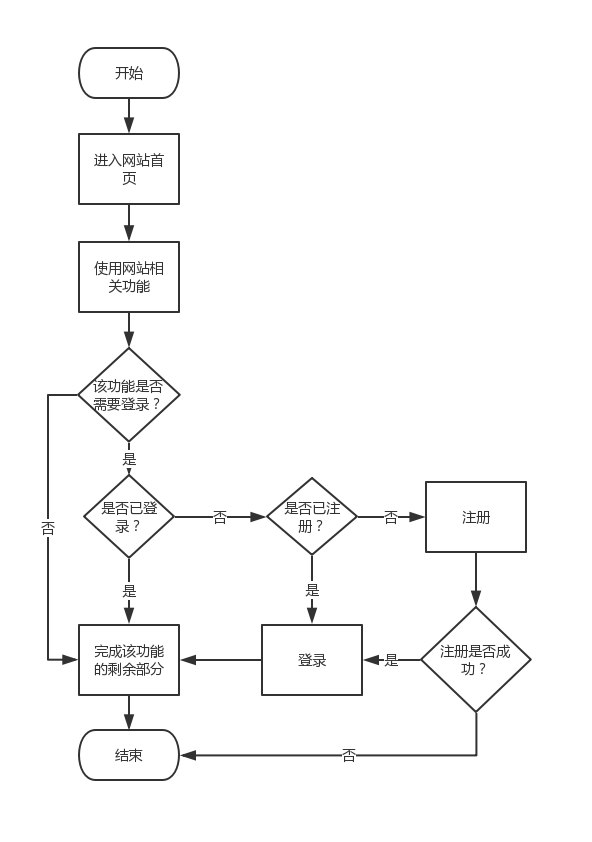 开始
进入网站首
页
使用网站相
关功能
该功能是否
需要登录？
是
否
是否已登
录？
否
是否已注
册？
否
注册
是
是
完成该功能
的剩余部分
登录
是
注册是否成
功？
结束
否